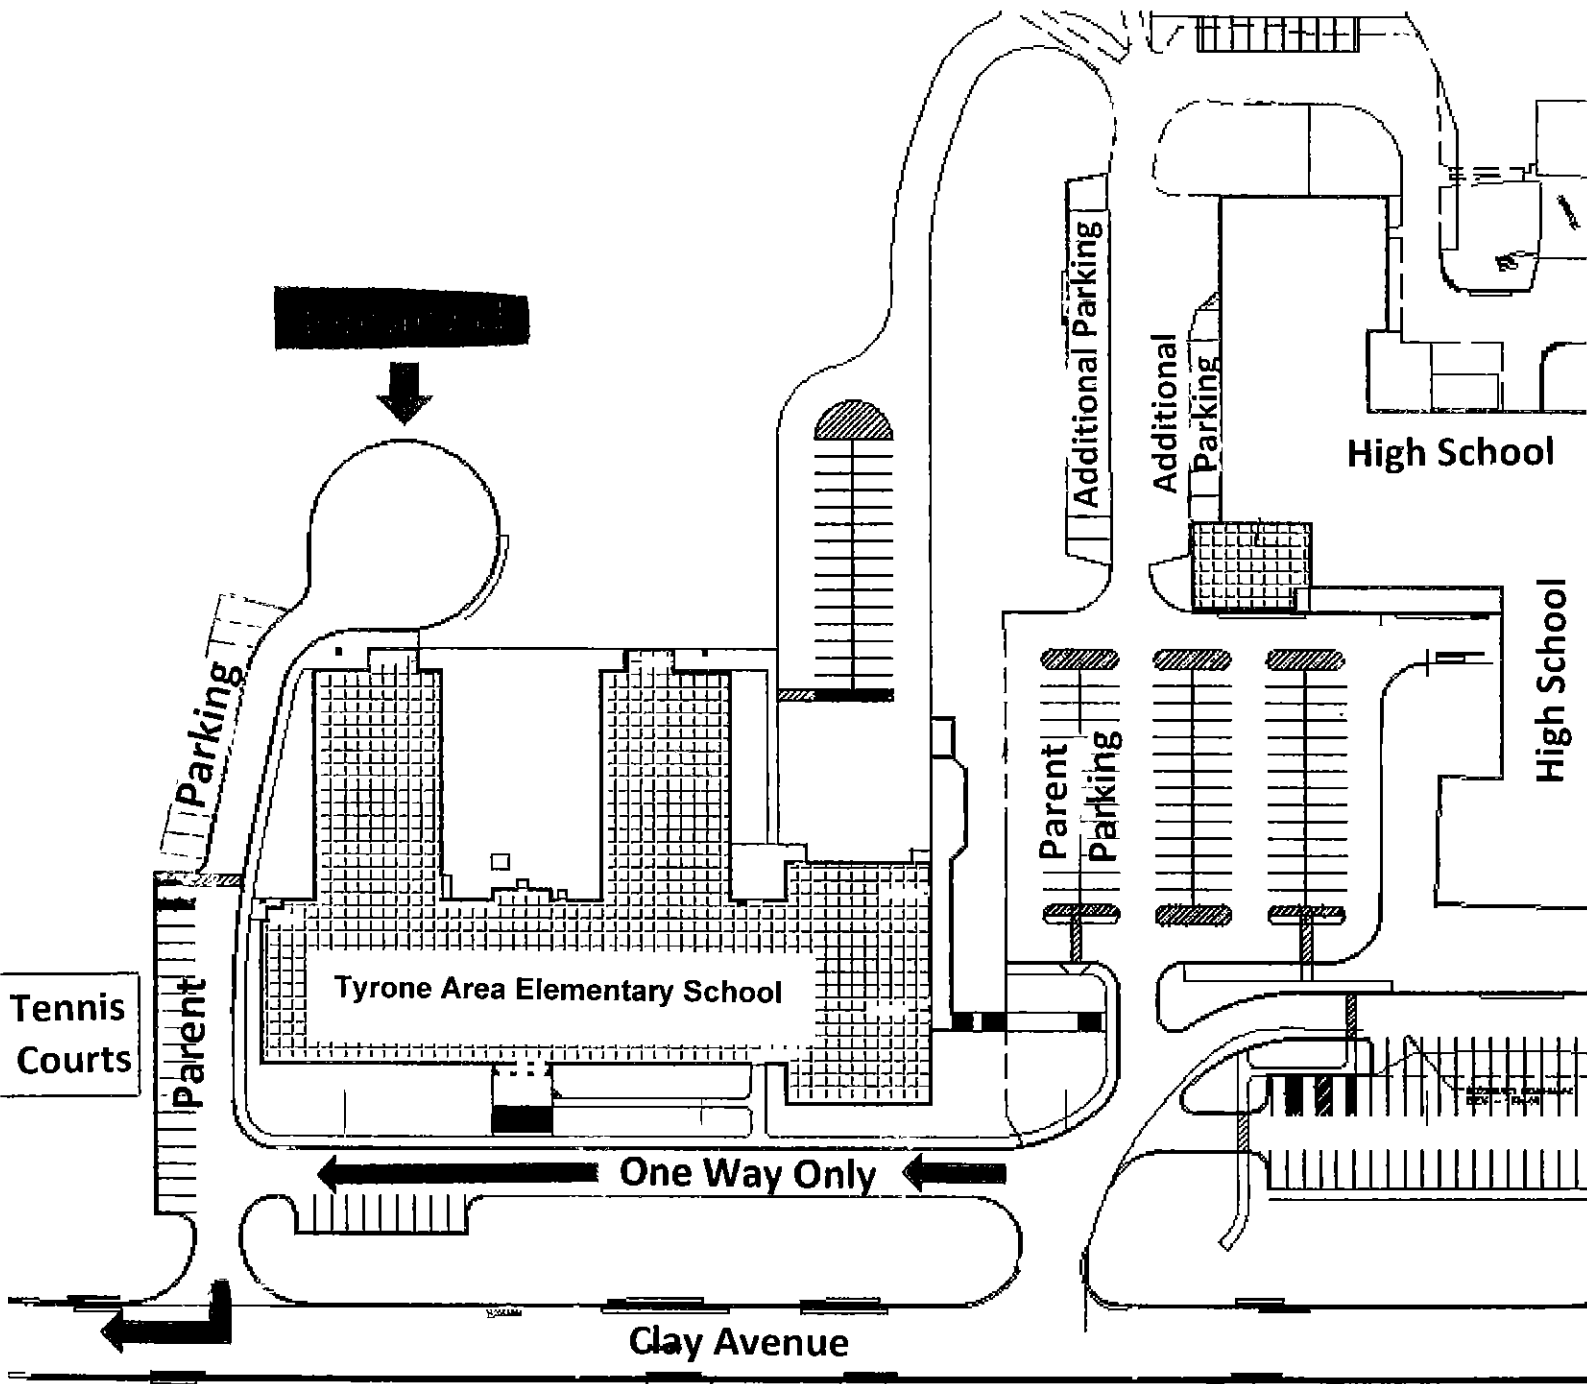 Additional Parking
Additional
Parking
High School
High School
Parking
Parent
Parent
Parking
Tennis
Courts
Tyrone Area Elementary School
One Way Only
Clay Avenue